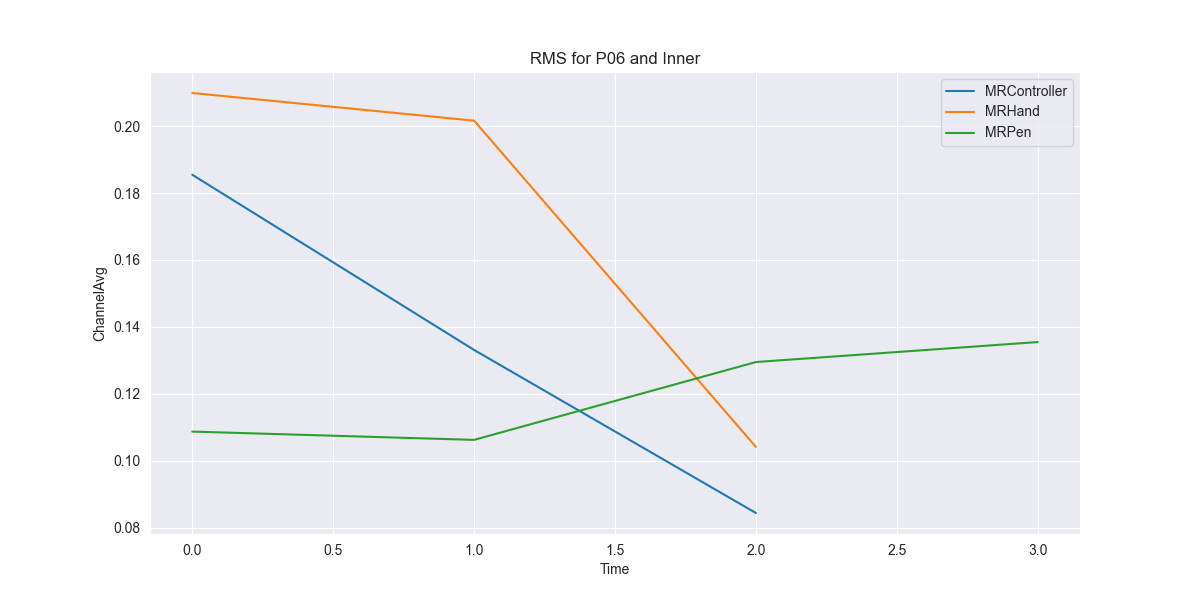 RMS for P06 and Inner
MRController
MRHand
MRPen
ChannelAvg
0.20
0.18
0.16
0.14
0.12
0.10
0.08
0.0 0.5 1.0 1.5 2.0 2.5 3.0
Time